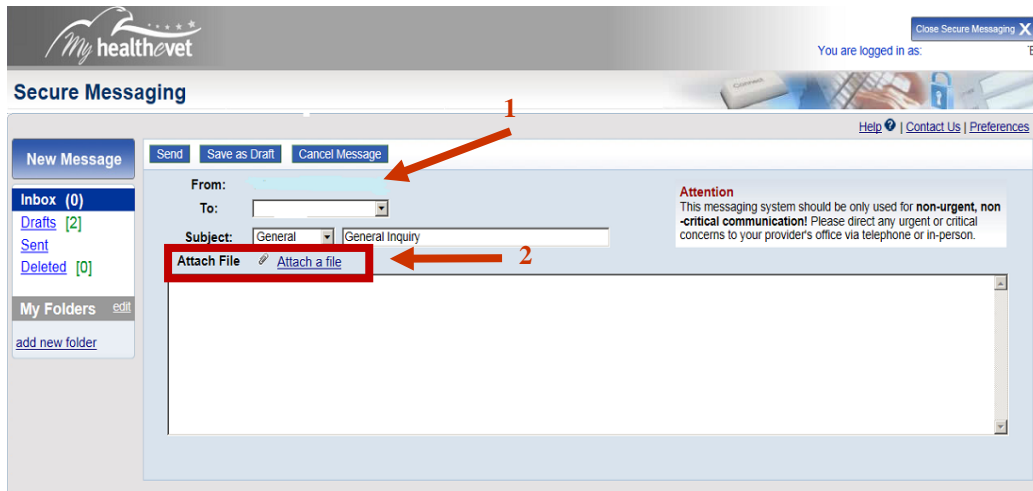 My healthevet
Close Secure Messaging X
You are logged in as:
Secure Messaging
1
Help ? | Contact Us | Preferences
New Message
Send Save as Draft Cancel Message
From:
Inbox (0)
To:
Drafts [2]
Subject: General General Inquiry
Sent
Attach File Attach a file
2
Deleted [0]
Attention
This messaging system should be only used for non-urgent, non
-critical communication! Please direct any urgent or critical
concerns to your provider's office via telephone or in-person.
My Folders edit
add new folder